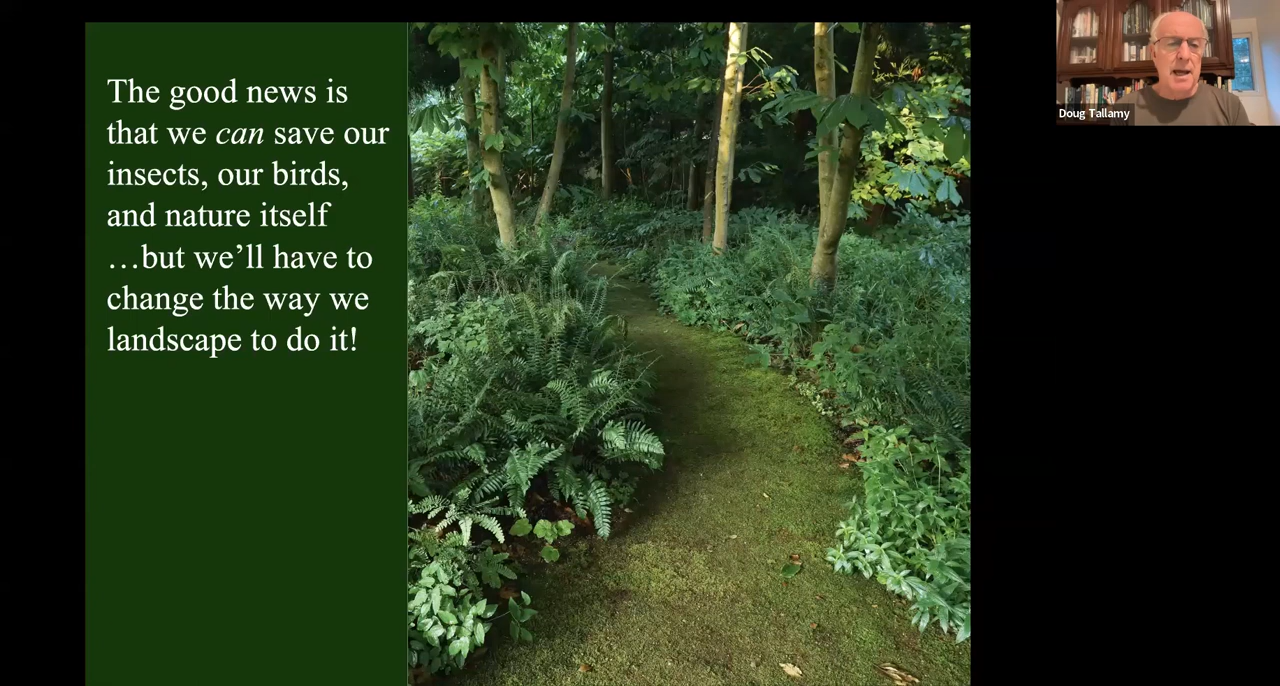 The good news is
that we can save our
insects, our birds,
and nature itself
…but we’ll have to
change the way we
landscape to do it!
Doug Tallamy